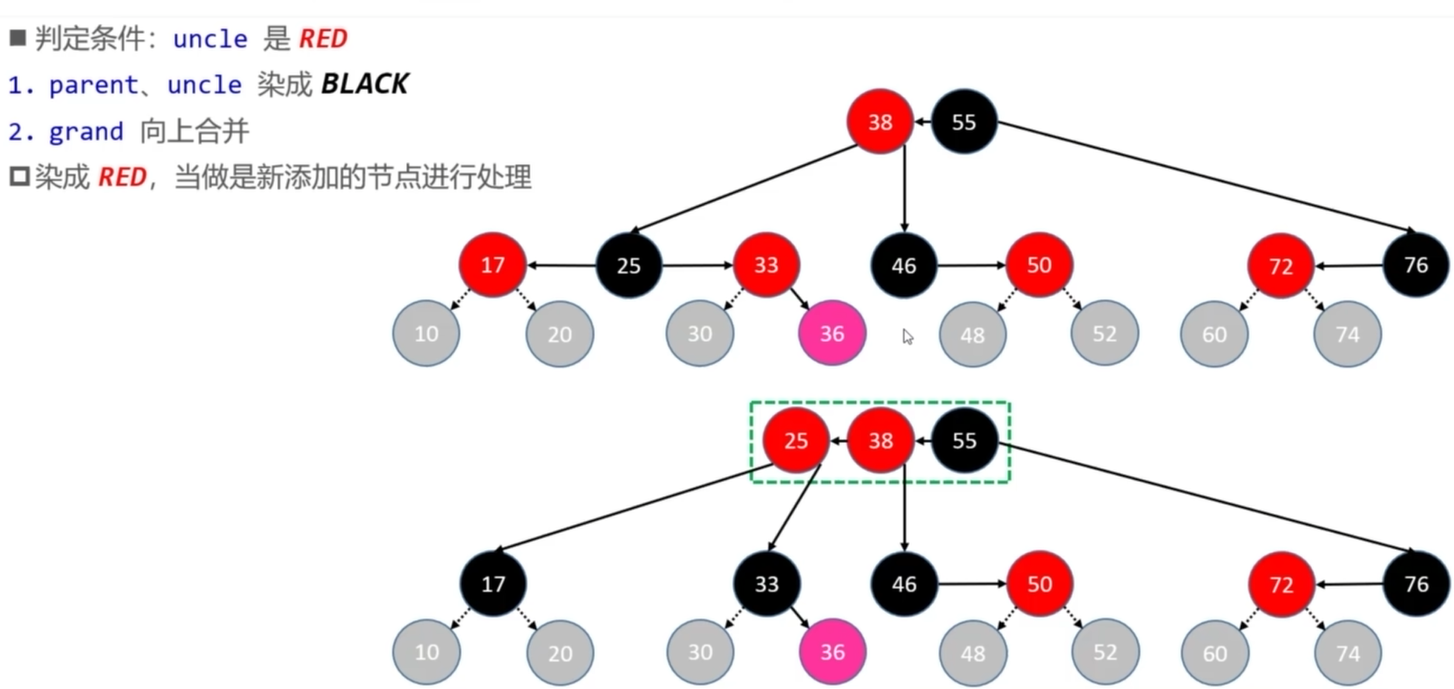 ■ 判定条件：uncle 是 RED
1. parent、uncle 染成 BLACK
2. grand 向上合并
□ 染成 RED，当做是新添加的节点进行处理
38 55
17 25 33 46 50 72 76
10 20 30 36 48 52 60 74
25 38 55
17 33 46 50 72 76
10 20 30 36 48 52 60 74